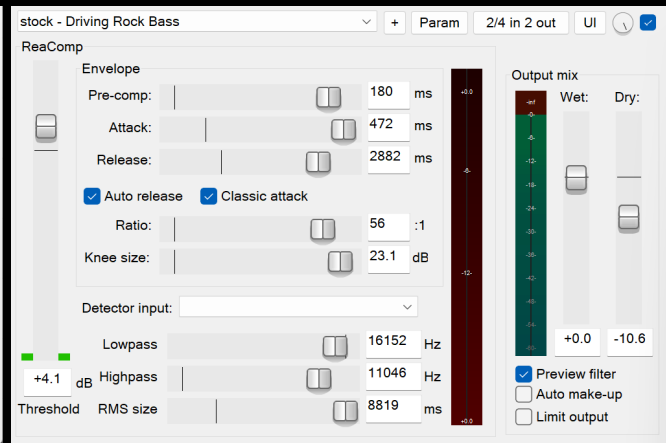 stock - Driving Rock Bass + Param 2/4 in 2 out UI
ReaComp
Envelope
Pre-comp: 180 ms
Attack: 472 ms
Release: 2882 ms
Auto release Classic attack
Ratio: 56 :1
Knee size: 23.1 dB
Detector input:
Lowpass 16152 Hz
Highpass 11046 Hz
RMS size 8819 ms
+4.1 dB
Threshold
+0.0
-6-
-12-
+0.0
Output mix
Wet: Dry:
-inf
-0-
-6-
-12-
-18-
-24-
-30-
-36-
-42-
-48-
-54-
-60-
+0.0 -10.6
Preview filter
Auto make-up
Limit output